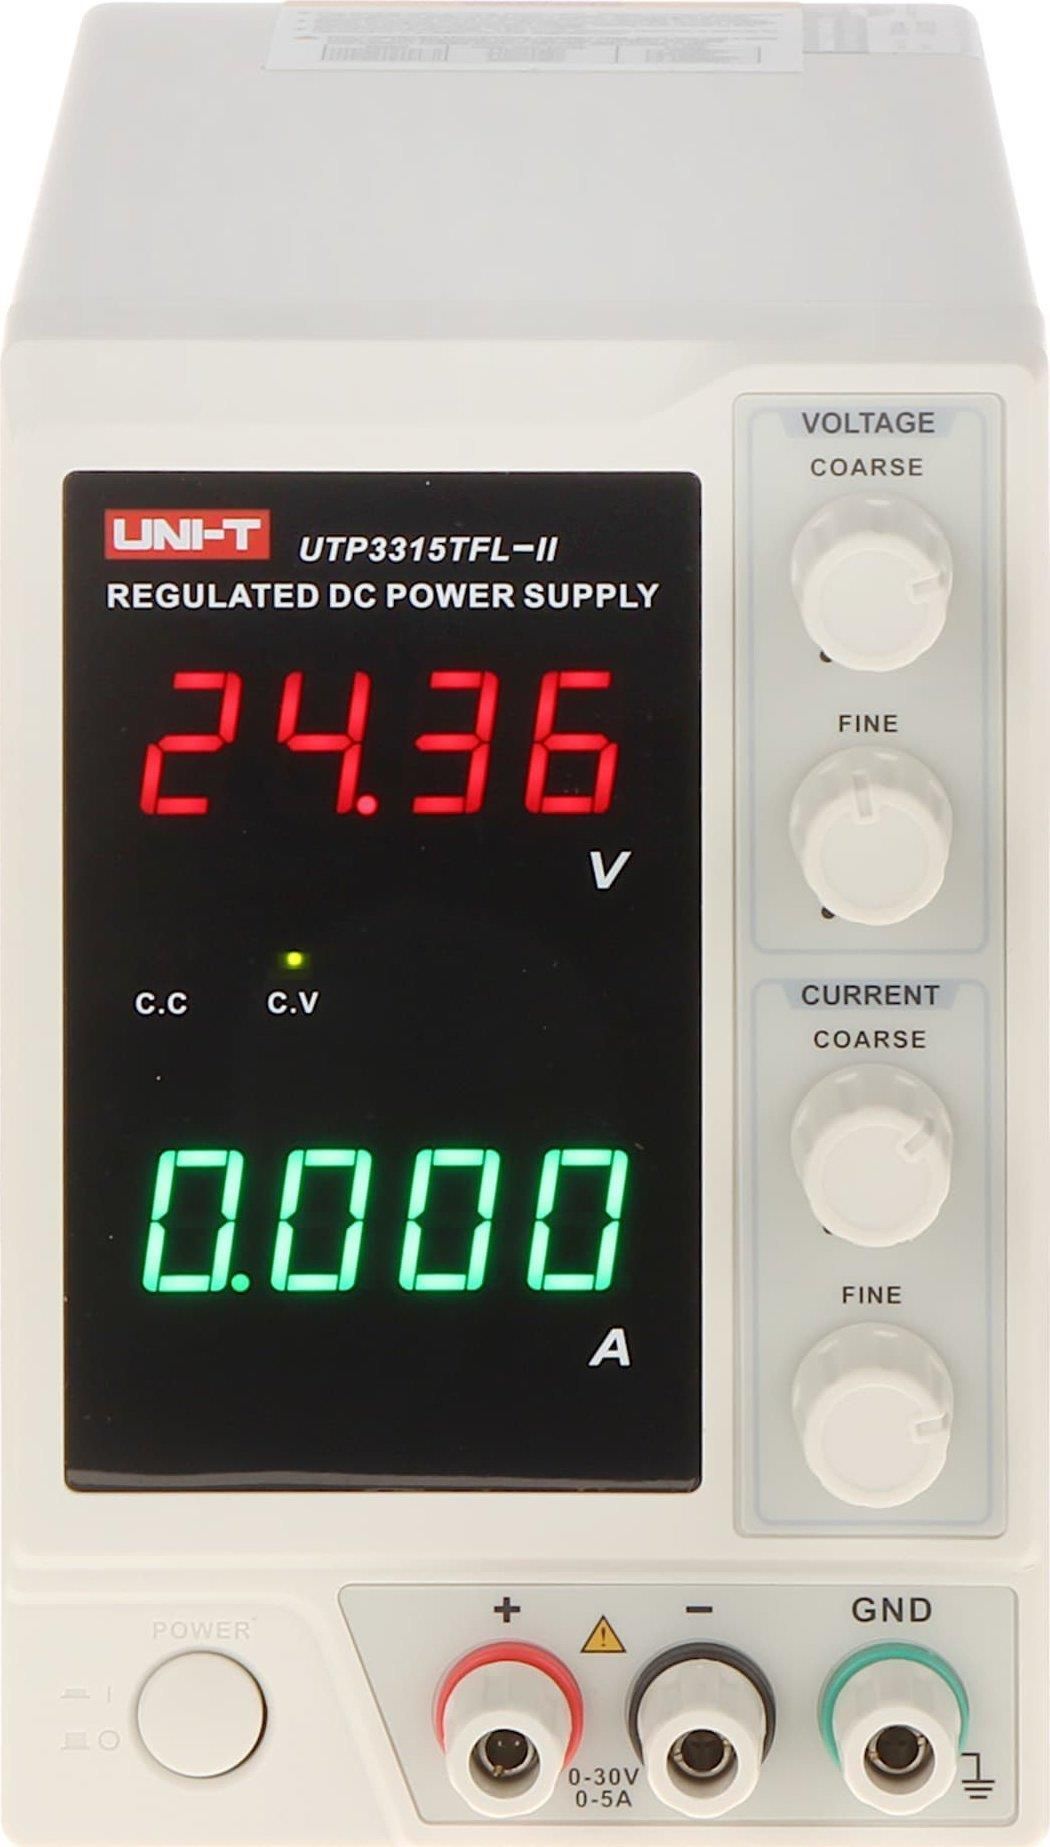 VOLTAGE
COARSE
UNI-T UTP3315TFL-II
REGULATED DC POWER SUPPLY
24.36
V
FINE
C.C C.V
CURRENT
COARSE
0.000
A
FINE
POWER
+ - GND
0-30V
0-5A